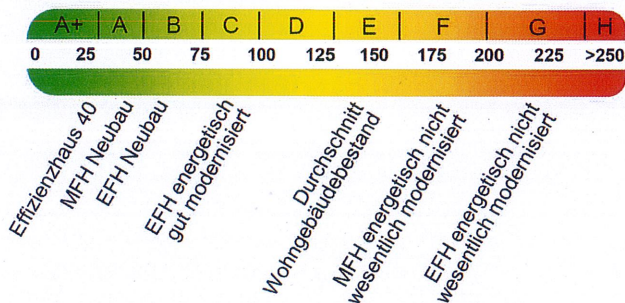 A+ A B C D E F G H
0 25 50 75 100 125 150 175 200 225 >250
Effizienzhaus 40
MFH Neubau
EFH Neubau
EFH energetisch
gut modernisiert
Durchschnitt
Wohngebäudebestand
MFH energetisch nicht
wesentlich modernisiert
EFH energetisch nicht
wesentlich modernisiert